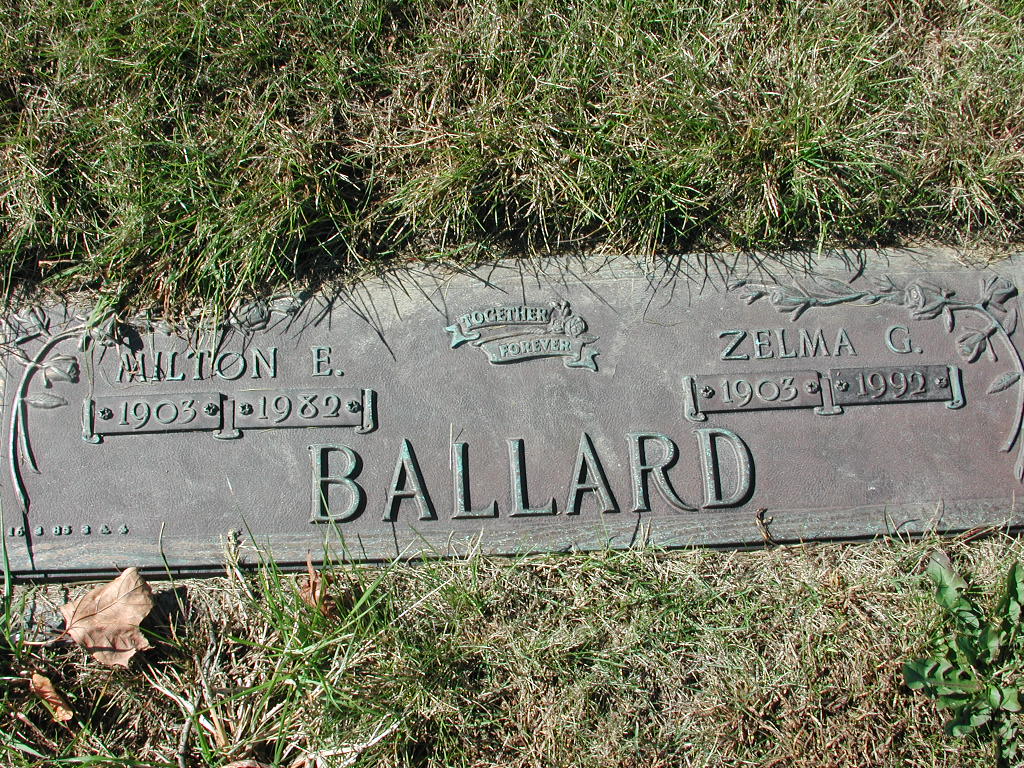 TOGETHER
FOREVER
MILTON E.
1903 1982
ZELMA G.
1903 1992
BALLARD